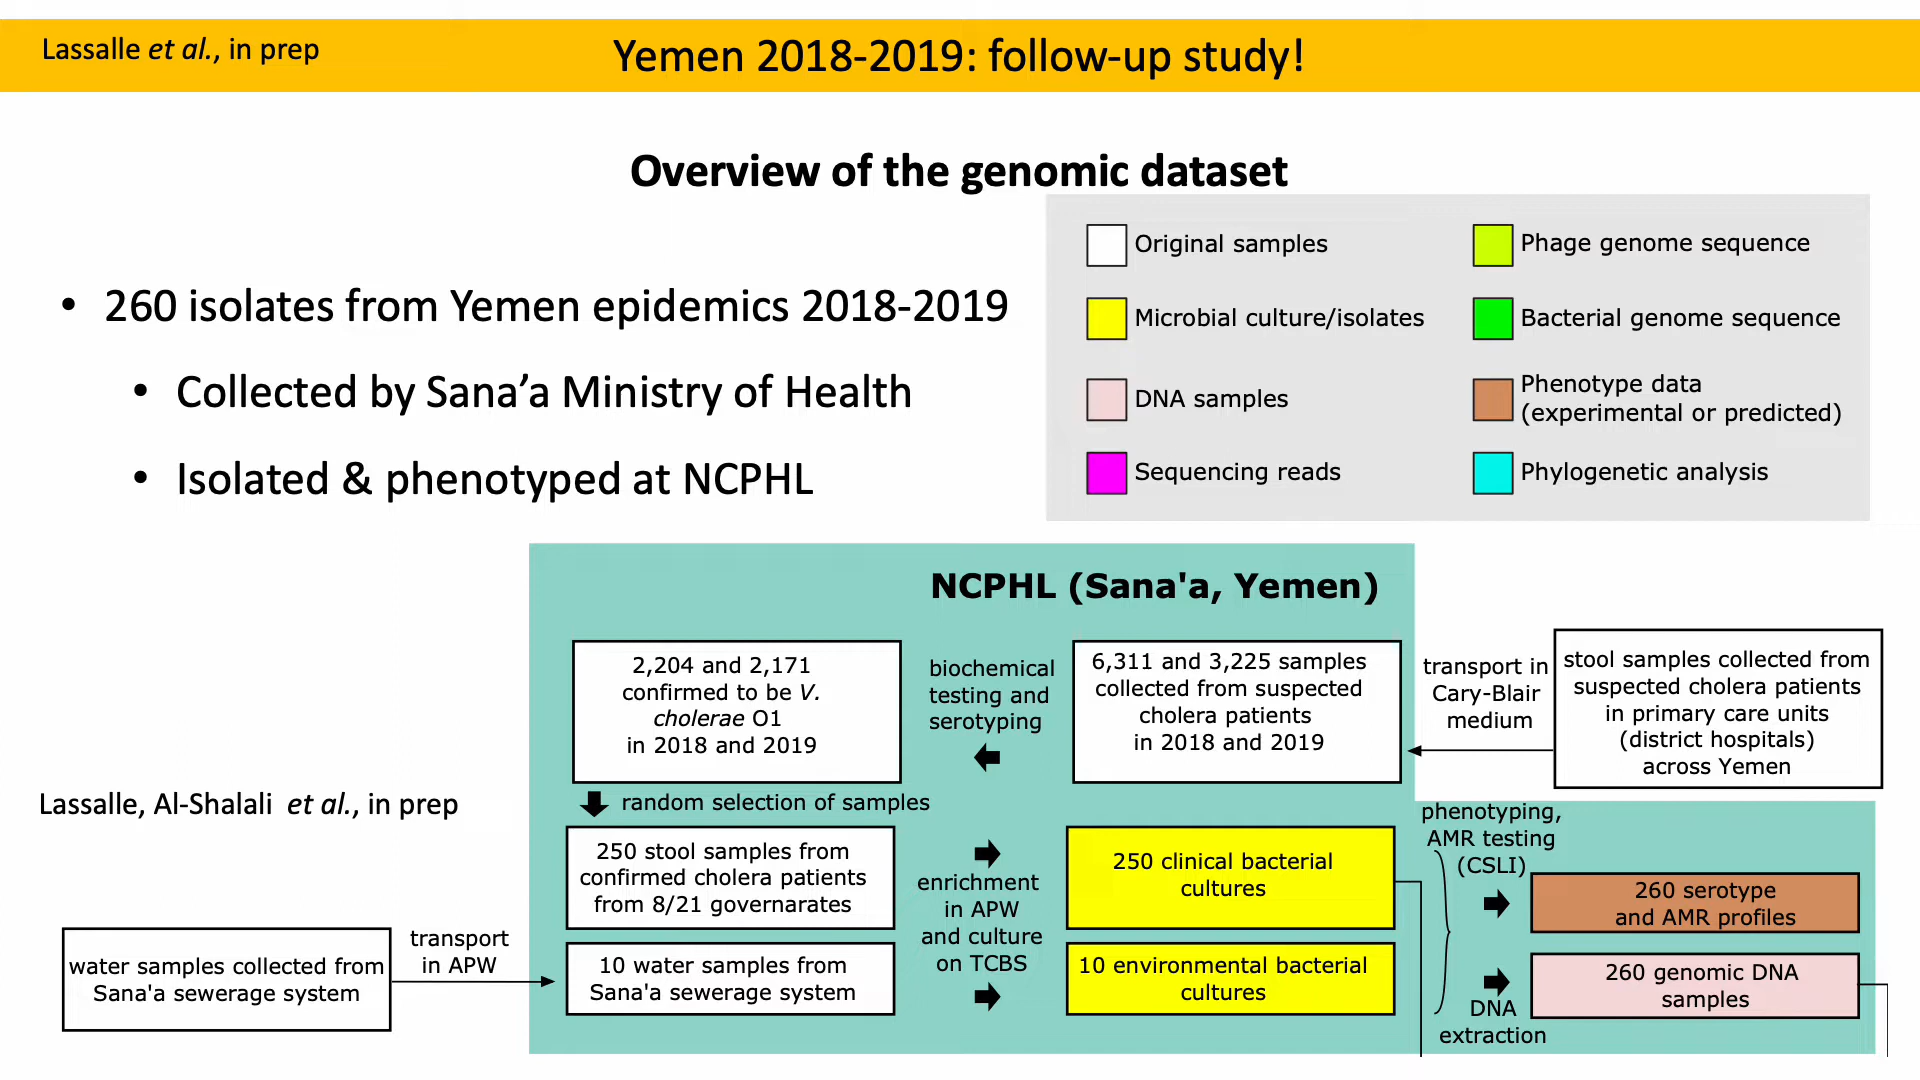 Lassalle et al., in prep
Yemen 2018-2019: follow-up study!
Overview of the genomic dataset
• 260 isolates from Yemen epidemics 2018-2019
• Collected by Sana’a Ministry of Health
• Isolated & phenotyped at NCPHL
Original samples
Microbial culture/isolates
DNA samples
Sequencing reads
Phage genome sequence
Bacterial genome sequence
Phenotype data
(experimental or predicted)
Phylogenetic analysis
NCPHL (Sana'a, Yemen)
stool samples collected from
suspected cholera patients
in primary care units
(district hospitals)
across Yemen
transport in
Cary-Blair
medium
6,311 and 3,225 samples
collected from suspected
cholera patients
in 2018 and 2019
biochemical
testing and
serotyping
2,204 and 2,171
confirmed to be V.
cholerae O1
in 2018 and 2019
random selection of samples
Lassalle, Al-Shalali et al., in prep
250 stool samples from
confirmed cholera patients
from 8/21 governarates
water samples collected from
Sana'a sewerage system
transport
in APW
10 water samples from
Sana'a sewerage system
enrichment
in APW
and culture
on TCBS
250 clinical bacterial
cultures
10 environmental bacterial
cultures
phenotyping,
AMR testing
(CSLI)
260 serotype
and AMR profiles
DNA
extraction
260 genomic DNA
samples